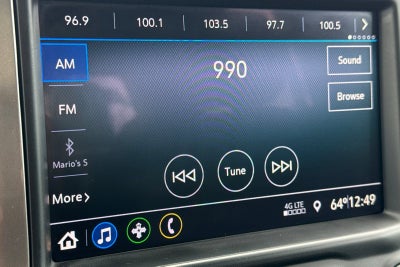 96.9 100.1 103.5 97.7 100.5
AM
990
Sound
FM
Browse
Mario's S
Tune
More
4G LTE
64° 12:49